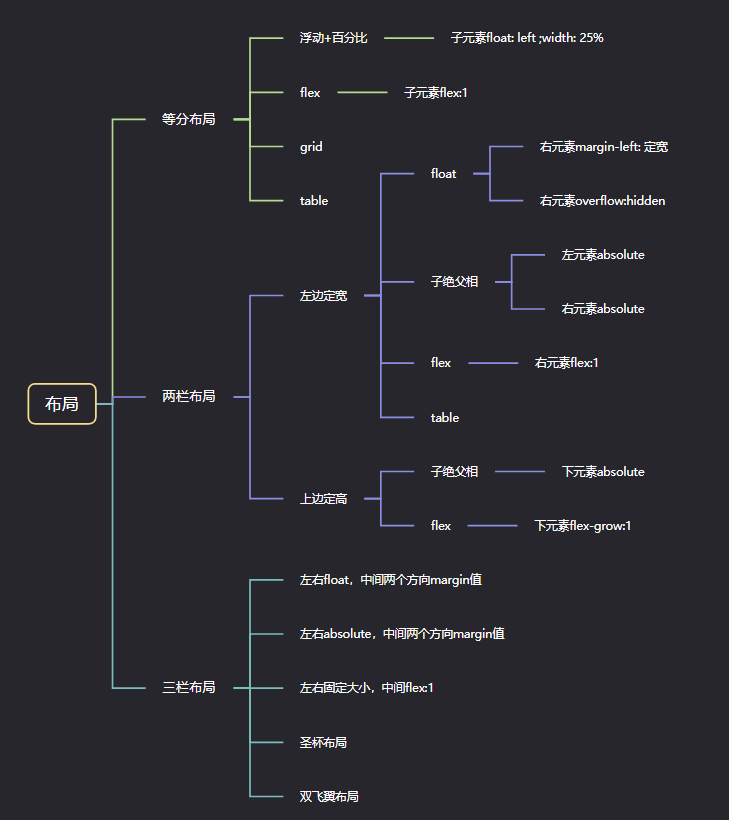 布局
等分布局
浮动+百分比
子元素float: left ;width: 25%
flex
子元素flex:1
grid
table
两栏布局
左边定宽
float
右元素margin-left: 定宽
右元素overflow:hidden
子绝父相
左元素absolute
右元素absolute
flex
右元素flex:1
table
上边定高
子绝父相
下元素absolute
flex
下元素flex-grow:1
三栏布局
左右float，中间两个方向margin值
左右absolute，中间两个方向margin值
左右固定大小，中间flex:1
圣杯布局
双飞翼布局